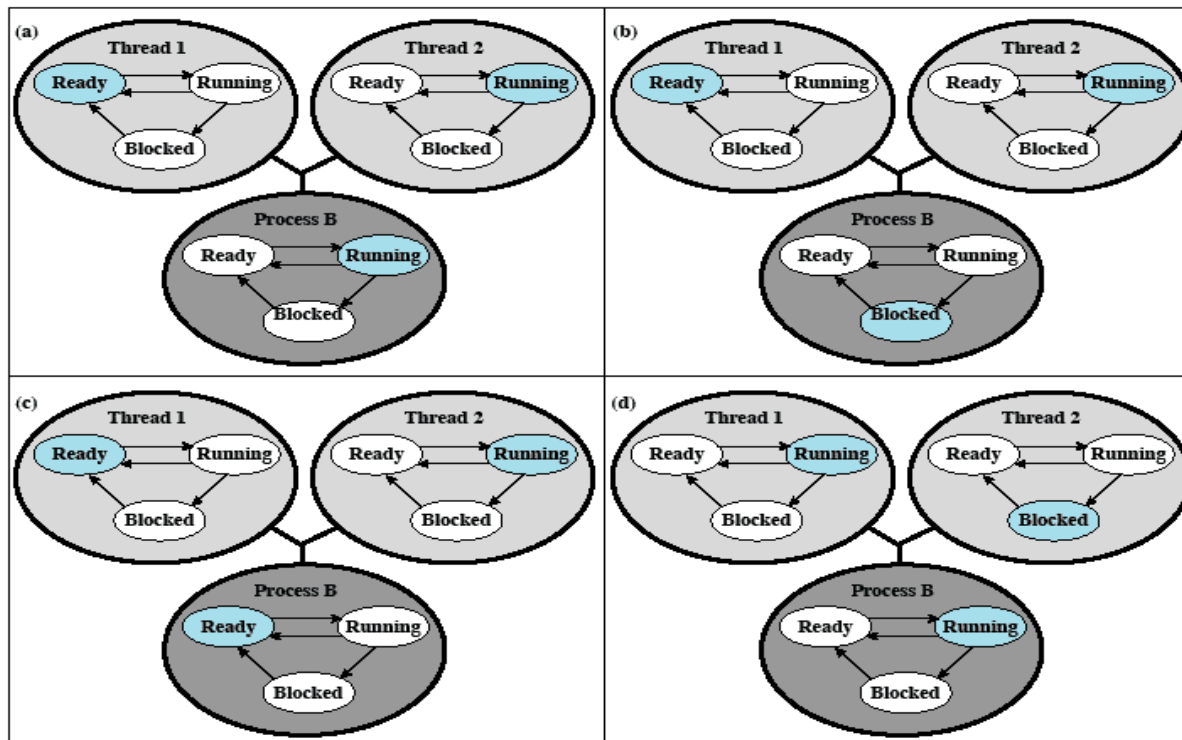 (a)
Thread 1
Ready Running
Blocked
Thread 2
Ready Running
Blocked
Process B
Ready Running
Blocked
(b)
Thread 1
Ready Running
Blocked
Thread 2
Ready Running
Blocked
Process B
Ready Running
Blocked
(c)
Thread 1
Ready Running
Blocked
Thread 2
Ready Running
Blocked
Process B
Ready Running
Blocked
(d)
Thread 1
Ready Running
Blocked
Thread 2
Ready Running
Blocked
Process B
Ready Running
Blocked